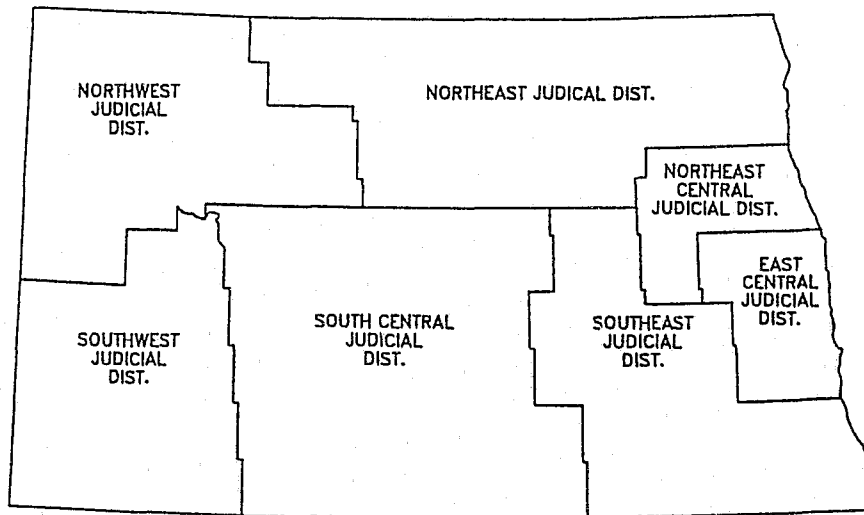 NORTHWEST
JUDICIAL
DIST.
NORTHEAST JUDICAL DIST.
NORTHEAST
CENTRAL
JUDICIAL DIST.
EAST
CENTRAL
JUDICIAL
DIST.
SOUTHWEST
JUDICIAL
DIST.
SOUTH CENTRAL
JUDICIAL
DIST.
SOUTHEAST
JUDICIAL
DIST.